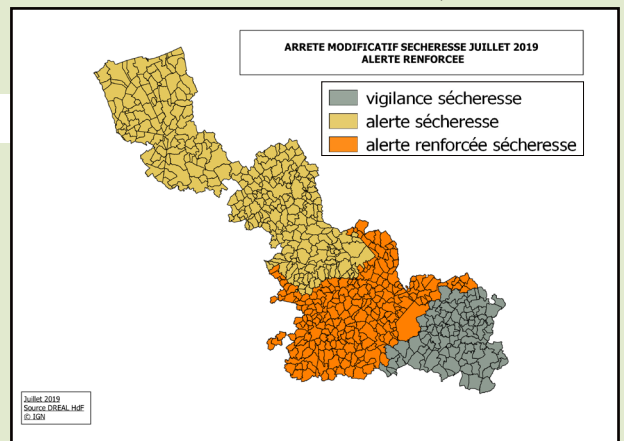 ARRETE MODIFICATIF SECHERESSE JUILLET 2019
ALERTE RENFORCEE
vigilance sécheresse
alerte sécheresse
alerte renforcée sécheresse
Juillet 2019
Source DREAL HdF
© IGN